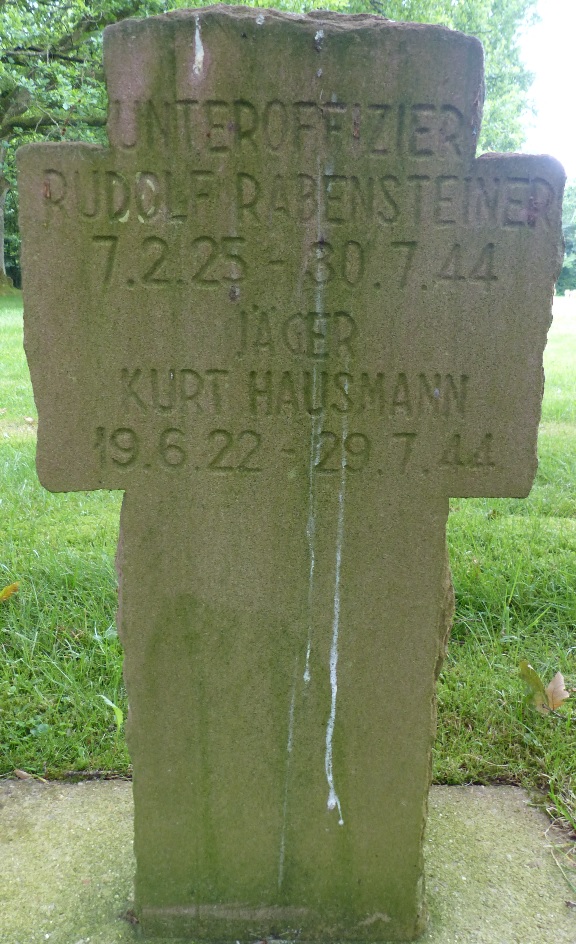 UNTEROFFIZIER
RUDOLF RABENSTEINER
7.2.25 - 30.7.44
JÄGER
KURT HAUSMANN
19.6.22 - 29.7.44